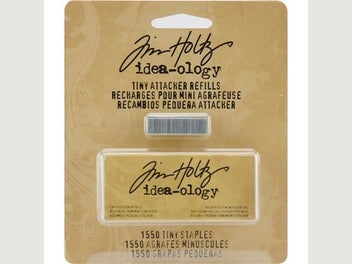 Tim Holtz
idea-ology
TINY ATTACHER REFILLS
RECHARGES POUR MINI AGRAFEUSE
RECAMBIOS PEQUEÑA ATTACHER
Tim Holtz
idea-ology
1550 TINY STAPLES
1550 AGRAFES MINUSCULES
1550 GRAPAS PEQUEÑAS